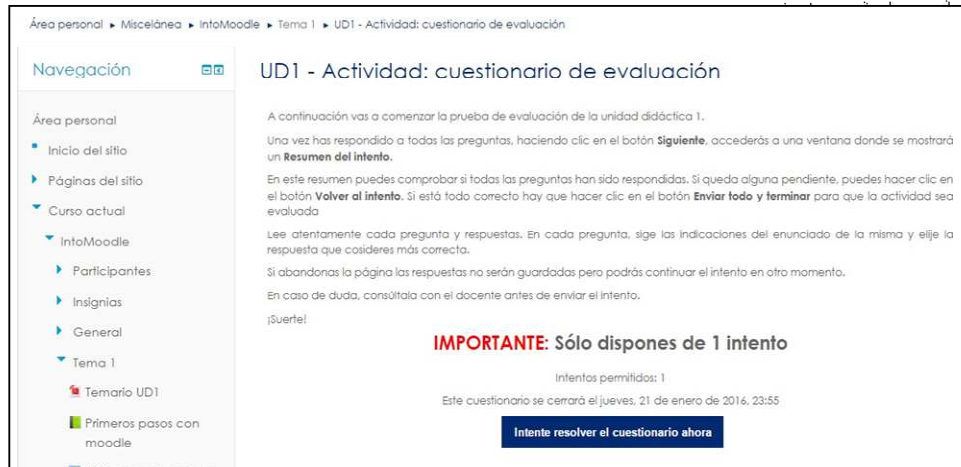 Área personal ▸ Miscelánea ▸ IntoMoodle ▸ Tema 1 ▸ UD1 - Actividad: cuestionario de evaluación
Navegación
Área personal
Inicio del sitio
Páginas del sitio
Curso actual
IntoMoodle
Participantes
Insignias
General
Tema 1
Temario UD1
Primeros pasos con
moodle
UD1 - Actividad: cuestionario de evaluación
A continuación vas a comenzar la prueba de evaluación de la unidad didáctica 1.
Una vez has respondido a todas las preguntas, haciendo clic en el botón Siguiente, accederás a una ventana donde se mostrará
un Resumen del intento.
En este resumen puedes comprobar si todas las preguntas han sido respondidas. Si queda alguna pendiente, puedes hacer clic en
el botón Volver al intento. Si está todo correcto hay que hacer clic en el botón Enviar todo y terminar para que la actividad sea
evaluada
Lee atentamente cada pregunta y respuestas. En cada pregunta, sige las indicaciones del enunciado de la misma y elije la
respuesta que cosideres más correcta.
Si abandonas la página las respuestas no serán guardadas pero podrás continuar el intento en otro momento.
En caso de duda, consúltala con el docente antes de enviar el intento.
¡Suerte!
IMPORTANTE: Sólo dispones de 1 intento
Intentos permitidos: 1
Este cuestionario se cerrará el jueves, 21 de enero de 2016, 23:55
Intente resolver el cuestionario ahora